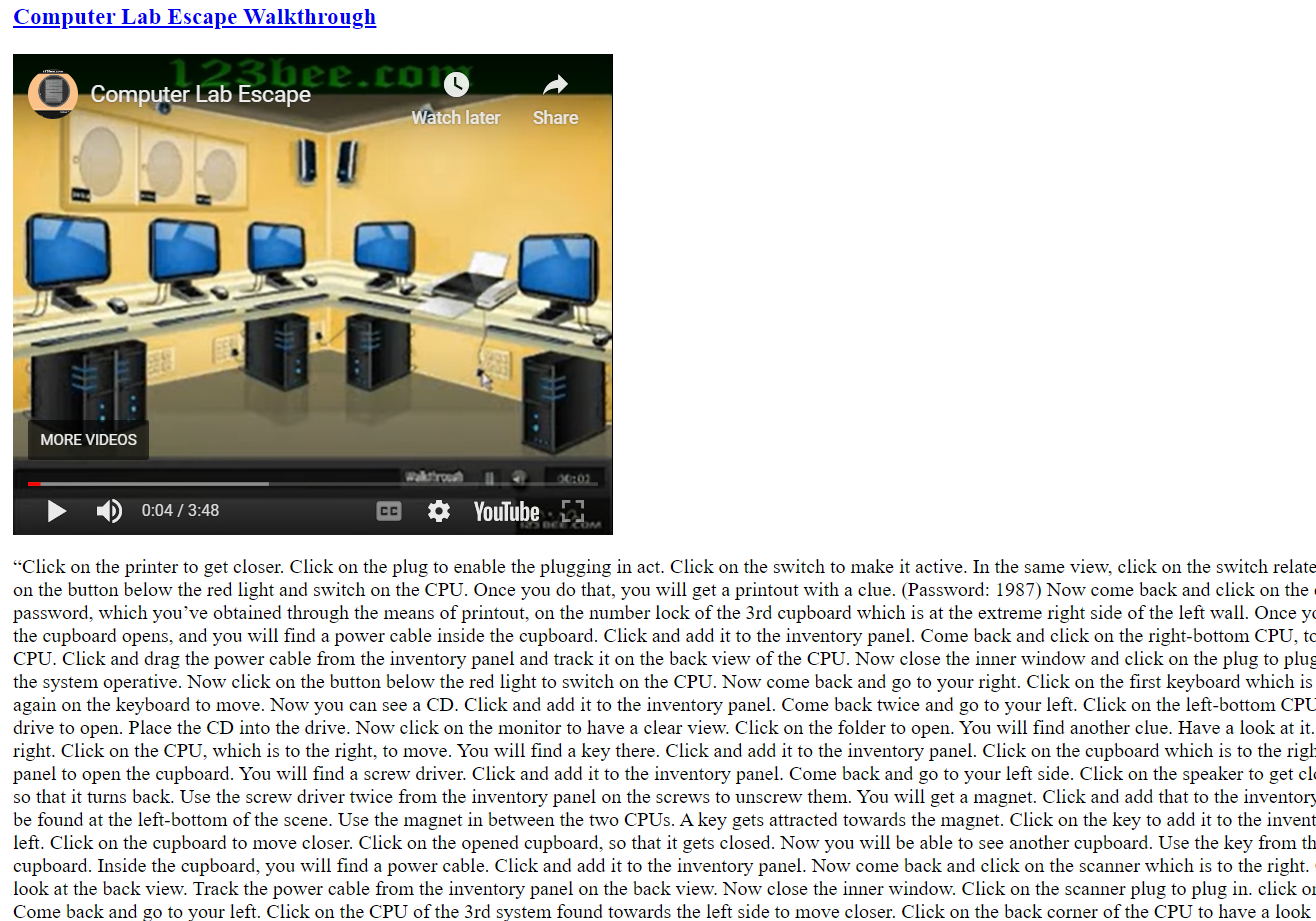 Computer Lab Escape Walkthrough
123bee.com
Computer Lab Escape
Watch later
Share
MORE VIDEOS
Walkthrough
00:03
0:04 / 3:48
CC
YouTube
123BEE.COM
“Click on the printer to get closer. Click on the plug to enable the plugging in act. Click on the switch to make it active. In the same view, click on the switch relate
on the button below the red light and switch on the CPU. Once you do that, you will get a printout with a clue. (Password: 1987) Now come back and click on the
password, which you’ve obtained through the means of printout, on the number lock of the 3rd cupboard which is at the extreme right side of the left wall. Once yo
the cupboard opens, and you will find a power cable inside the cupboard. Click and add it to the inventory panel. Come back and click on the right-bottom CPU, to
CPU. Click and drag the power cable from the inventory panel and track it on the back view of the CPU. Now close the inner window and click on the plug to plug
the system operative. Now click on the button below the red light to switch on the CPU. Now come back and go to your right. Click on the first keyboard which is
again on the keyboard to move. Now you can see a CD. Click and add it to the inventory panel. Come back twice and go to your left. Click on the left-bottom CPU
drive to open. Place the CD into the drive. Now click on the monitor to have a clear view. Click on the folder to open. You will find another clue. Have a look at it.
right. Click on the CPU, which is to the right, to move. You will find a key there. Click and add it to the inventory panel. Click on the cupboard which is to the righ
panel to open the cupboard. You will find a screw driver. Click and add it to the inventory panel. Come back and go to your left side. Click on the speaker to get clo
so that it turns back. Use the screw driver twice from the inventory panel on the screws to unscrew them. You will get a magnet. Click and add that to the inventory
be found at the left-bottom of the scene. Use the magnet in between the two CPUs. A key gets attracted towards the magnet. Click on the key to add it to the invent
left. Click on the cupboard to move closer. Click on the opened cupboard, so that it gets closed. Now you will be able to see another cupboard. Use the key from th
cupboard. Inside the cupboard, you will find a power cable. Click and add it to the inventory panel. Now come back and click on the scanner which is to the right.
look at the back view. Track the power cable from the inventory panel on the back view. Now close the inner window. Click on the scanner plug to plug in. click on
Come back and go to your left. Click on the CPU of the 3rd system found towards the left side to move closer. Click on the back corner of the CPU to have a look